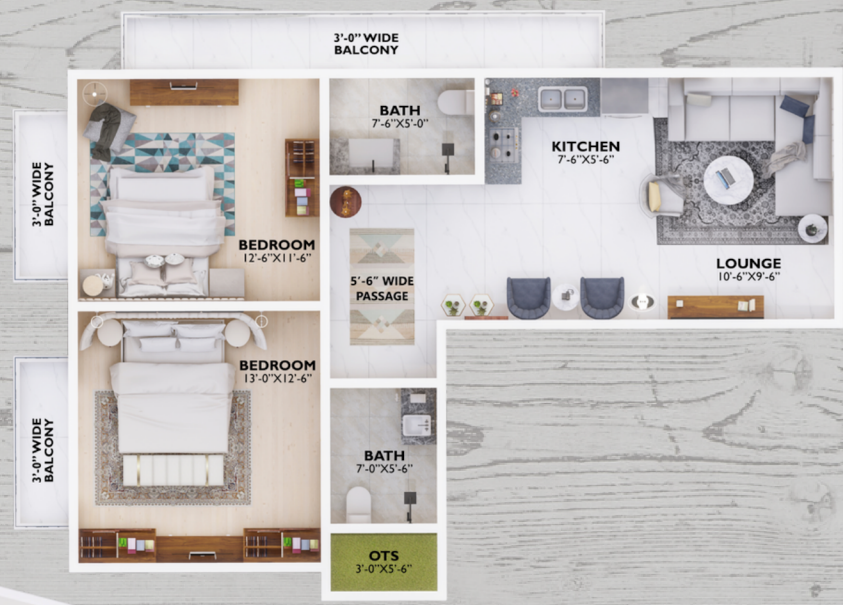 3'-0" WIDE
BALCONY
BATH
7'-6"X5'-0"
KITCHEN
7'-6"X5'-6"
3'-0" WIDE
BALCONY
BEDROOM
12'-6"X11'-6"
5'-6" WIDE
PASSAGE
LOUNGE
10'-6"X9'-6"
BEDROOM
13'-0"X12'-6"
3'-0" WIDE
BALCONY
BATH
7'-0"X5'-6"
OTS
3'-0"X5'-6"